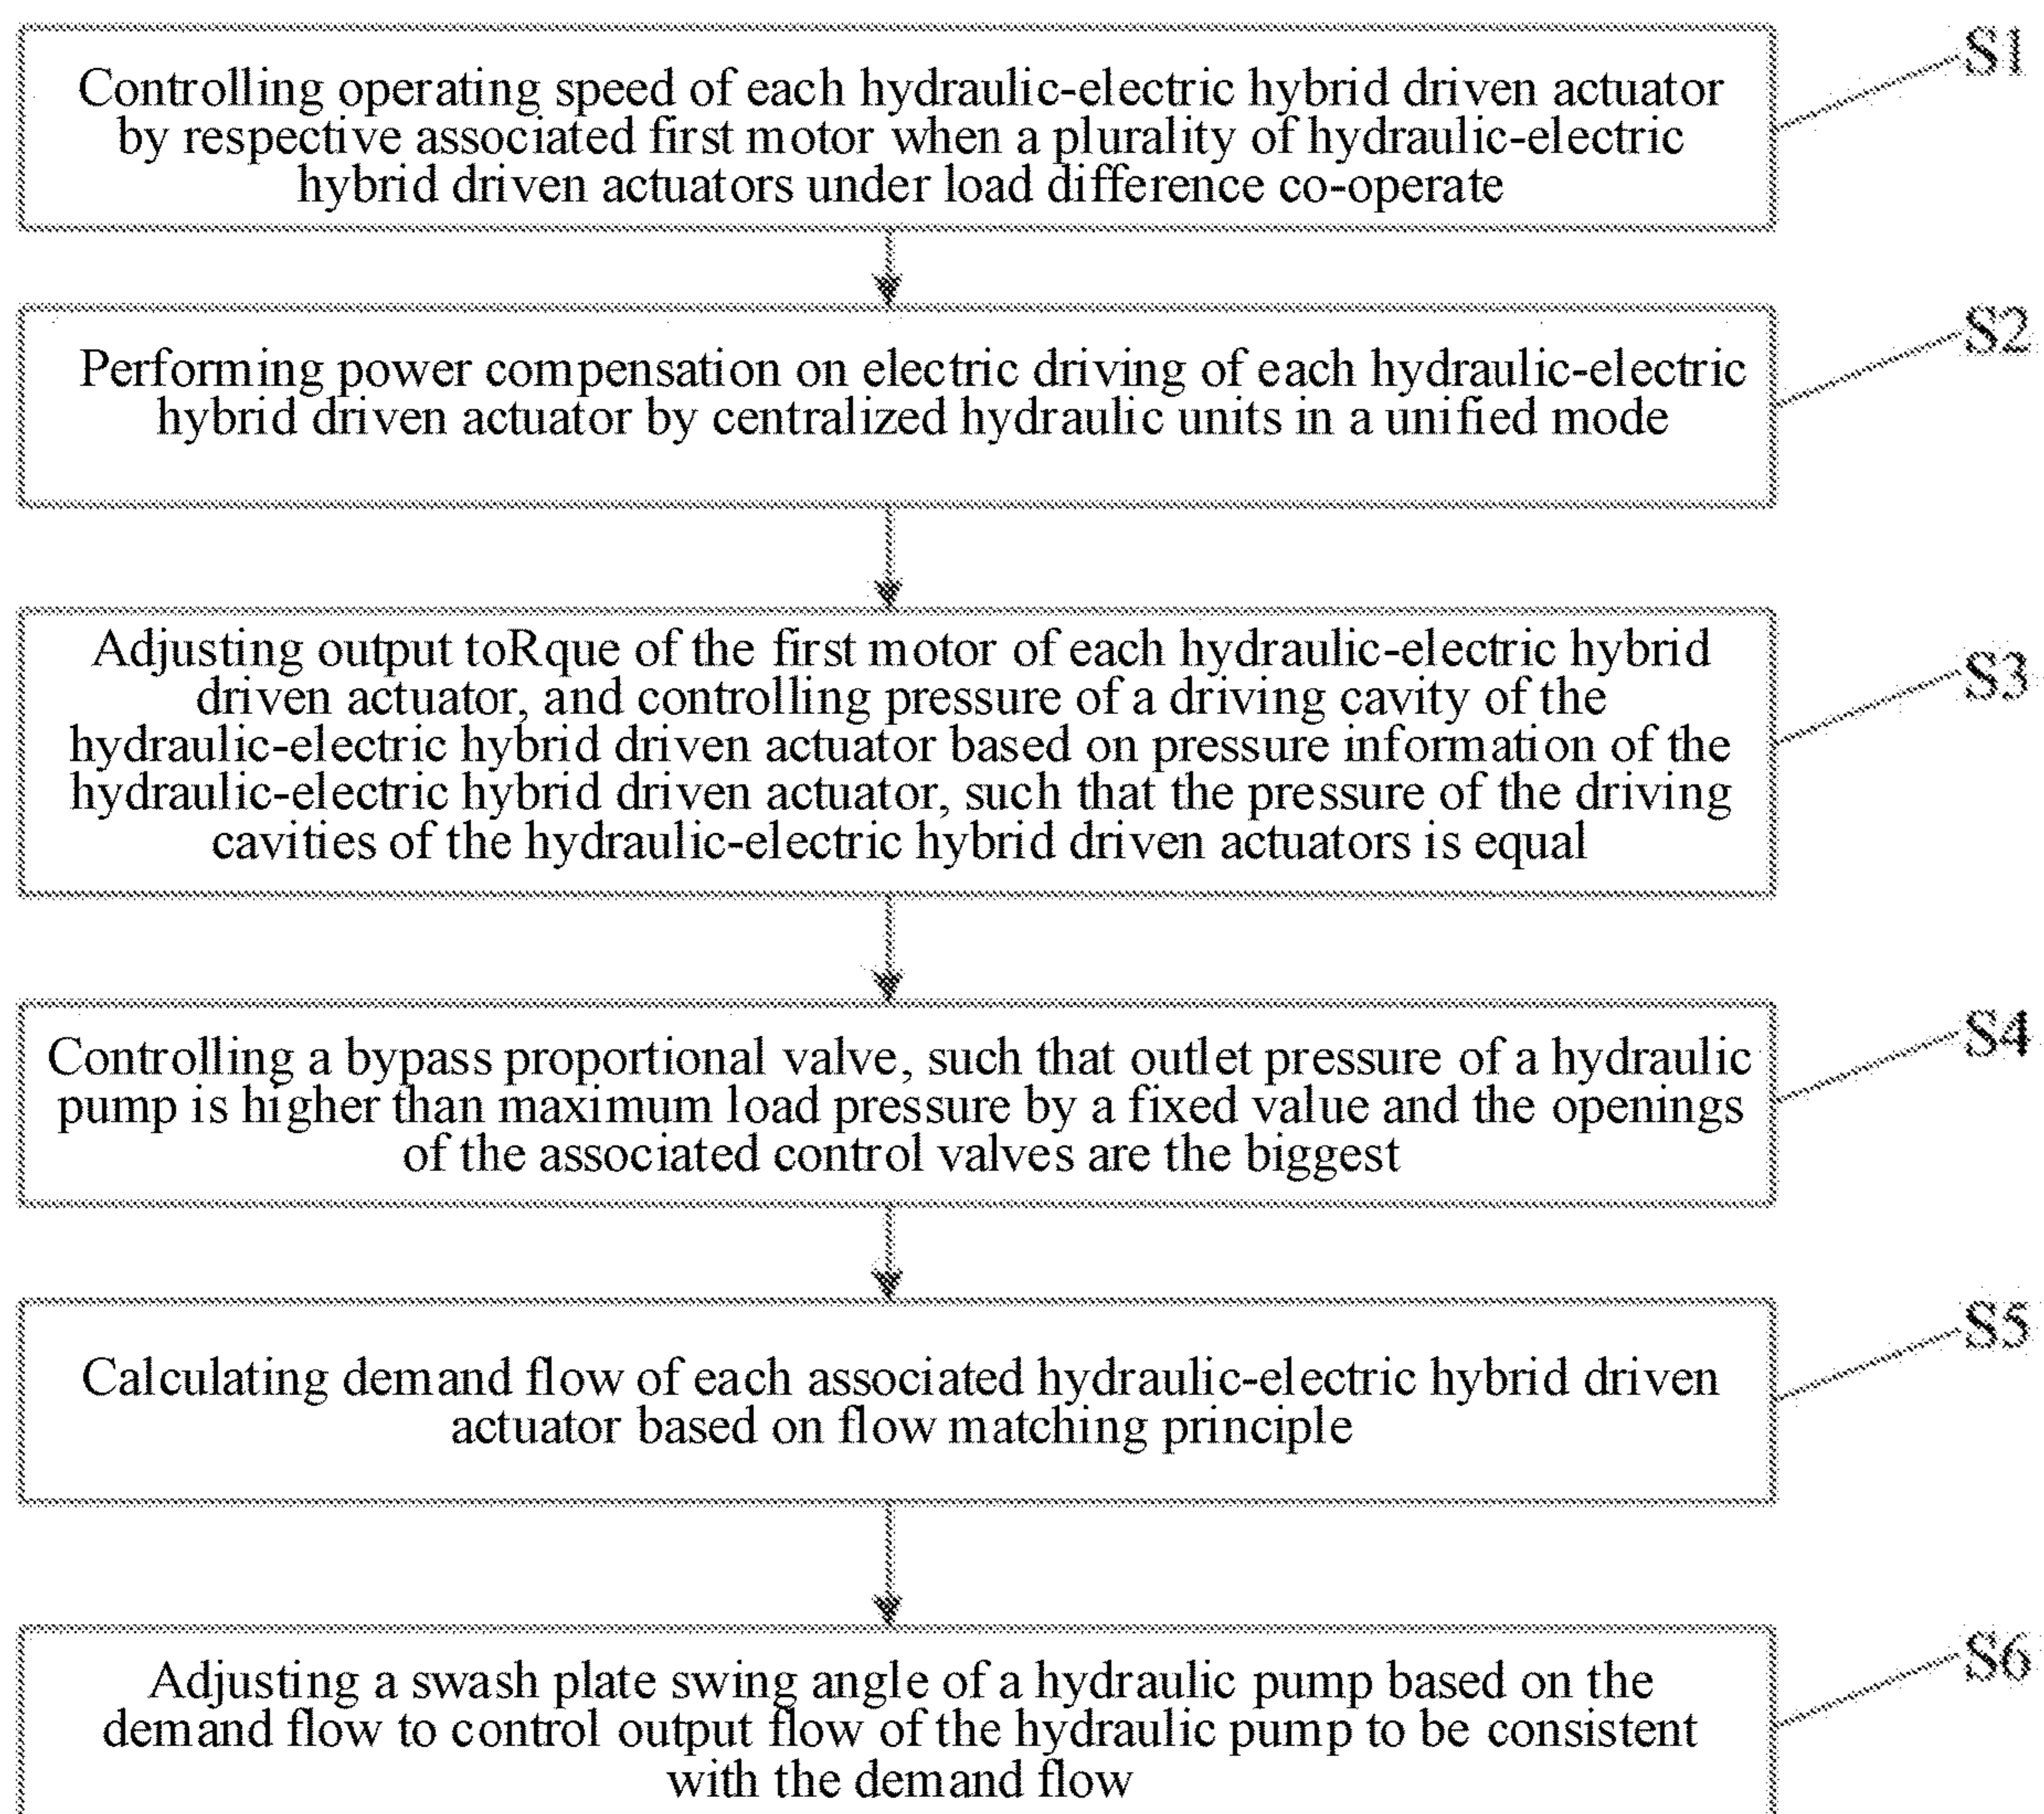 S1
Controlling operating speed of each hydraulic-electric hybrid driven actuator
by respective associated first motor when a plurality of hydraulic-electric
hybrid driven actuators under load difference co-operate
S2
Performing power compensation on electric driving of each hydraulic-electric
hybrid driven actuator by centralized hydraulic units in a unified mode
S3
Adjusting output toRque of the first motor of each hydraulic-electric hybrid
driven actuator, and controlling pressure of a driving cavity of the
hydraulic-electric hybrid driven actuator based on pressure information of the
hydraulic-electric hybrid driven actuator, such that the pressure of the driving
cavities of the hydraulic-electric hybrid driven actuators is equal
S4
Controlling a bypass proportional valve, such that outlet pressure of a hydraulic
pump is higher than maximum load pressure by a fixed value and the openings
of the associated control valves are the biggest
S5
Calculating demand flow of each associated hydraulic-electric hybrid driven
actuator based on flow matching principle
S6
Adjusting a swash plate swing angle of a hydraulic pump based on the
demand flow to control output flow of the hydraulic pump to be consistent
with the demand flow